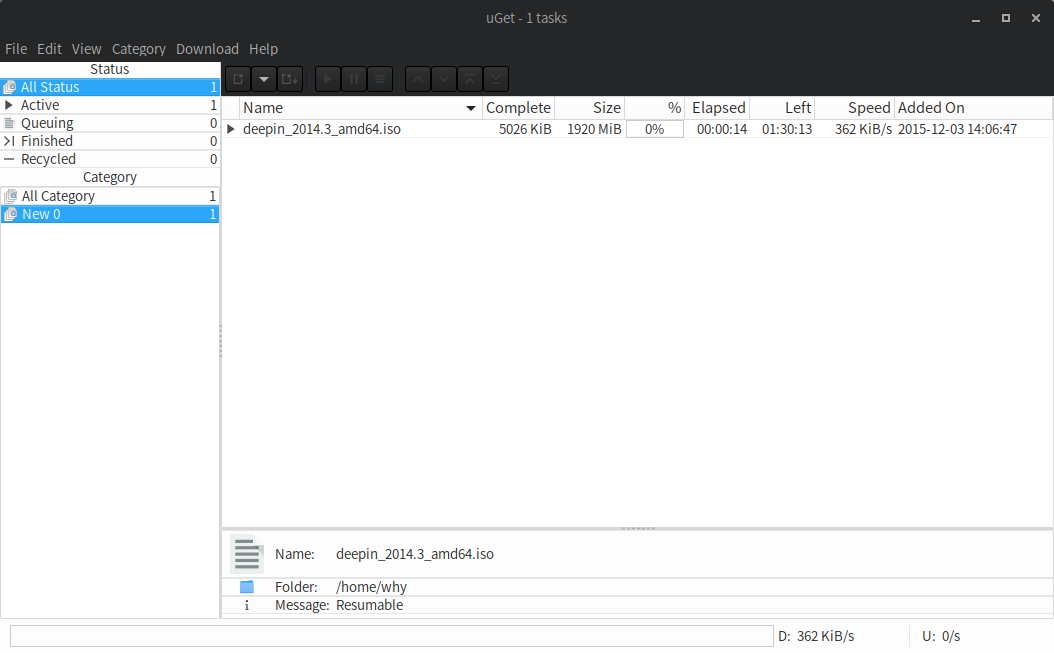 uGet - 1 tasks
File Edit View Category Download Help
Status
All Status 1
Active 1
Queuing 0
Finished 0
Recycled 0
Category
All Category 1
New 0 1
Name Complete Size % Elapsed Left Speed Added On
deepin_2014.3_amd64.iso 5026 KiB 1920 MiB 0% 00:00:14 01:30:13 362 KiB/s 2015-12-03 14:06:47
Name: deepin_2014.3_amd64.iso
Folder: /home/why
Message: Resumable
D: 362 KiB/s U: 0/s